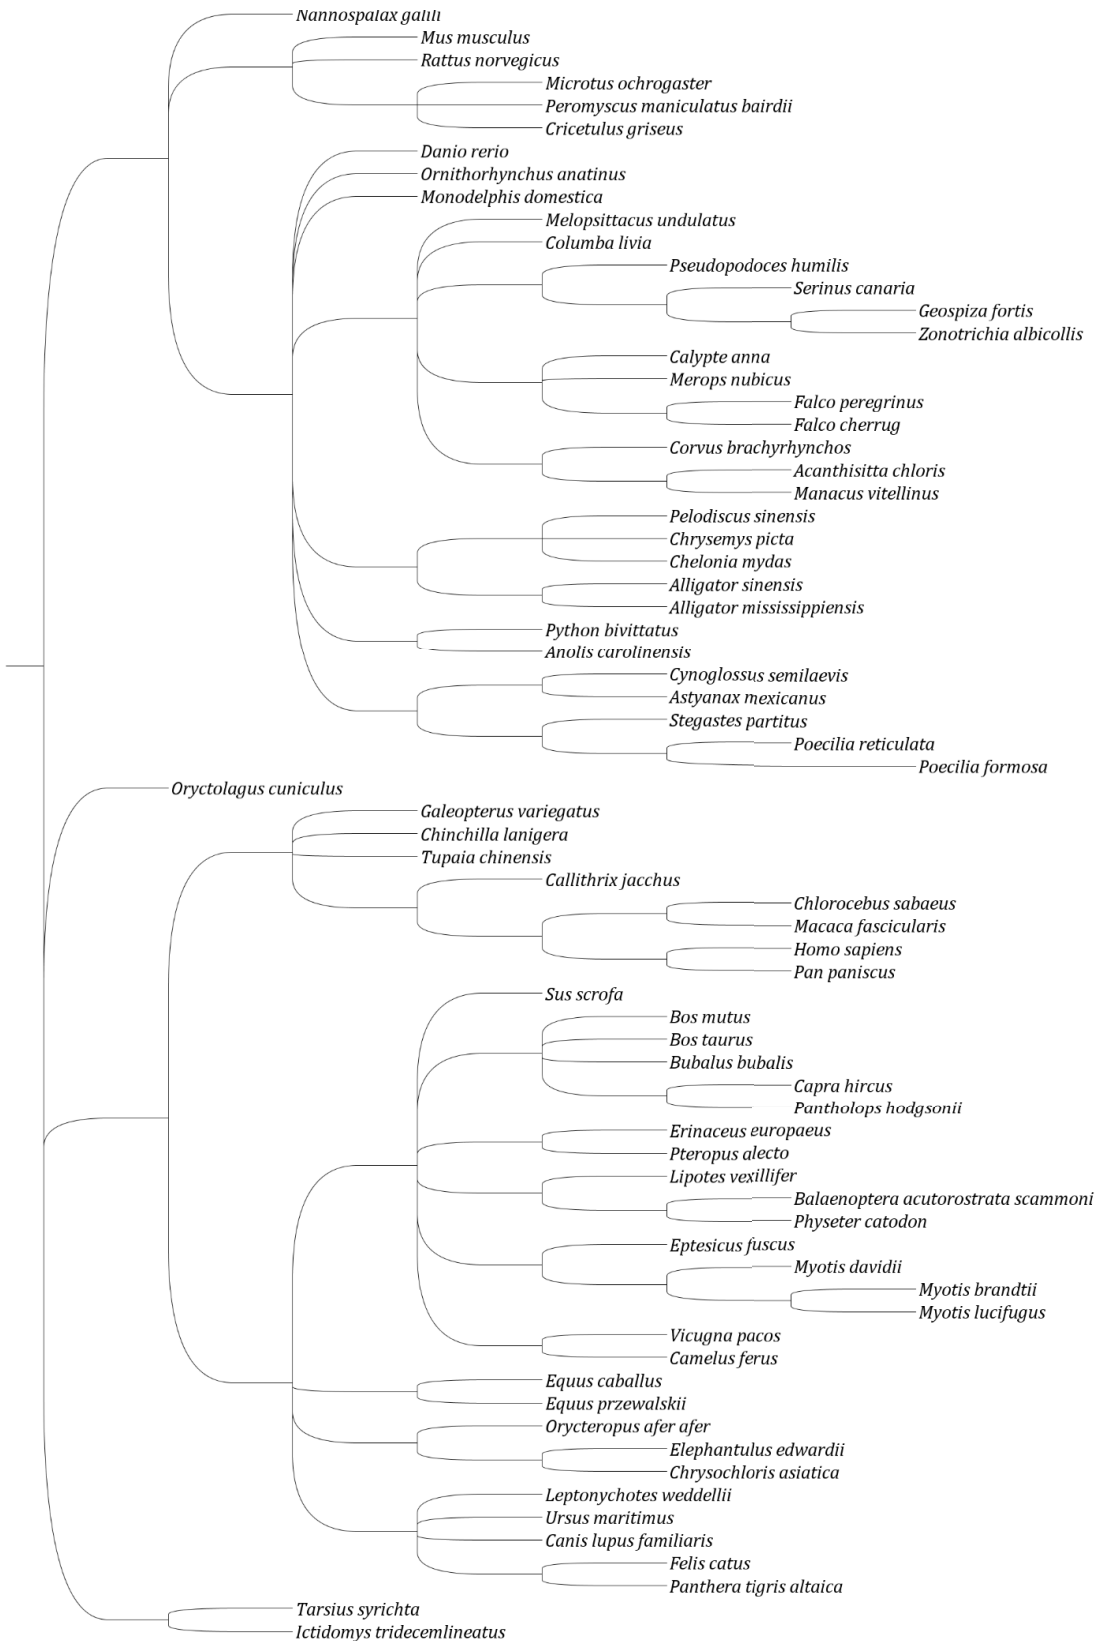 Nannospalax galili
Mus musculus
Rattus norvegicus
Microtus ochrogaster
Peromyscus maniculatus bairdii
Cricetulus griseus
Danio rerio
Ornithorhynchus anatinus
Monodelphis domestica
Melopsittacus undulatus
Columba livia
Pseudopodoces humilis
Serinus canaria
Geospiza fortis
Zonotrichia albicollis
Calypte anna
Merops nubicus
Falco peregrinus
Falco cherrug
Corvus brachyrhynchos
Acanthisitta chloris
Manacus vitellinus
Pelodiscus sinensis
Chrysemys picta
Chelonia mydas
Alligator sinensis
Alligator mississippiensis
Python bivittatus
Anolis carolinensis
Cynoglossus semilaevis
Astyanax mexicanus
Stegastes partitus
Poecilia reticulata
Poecilia formosa
Oryctolagus cuniculus
Galeopterus variegatus
Chinchilla lanigera
Tupaia chinensis
Callithrix jacchus
Chlorocebus sabaeus
Macaca fascicularis
Homo sapiens
Pan paniscus
Sus scrofa
Bos mutus
Bos taurus
Bubalus bubalis
Capra hircus
Pantholops hodgsonii
Erinaceus europaeus
Pteropus alecto
Lipotes vexillifer
Balaenoptera acutorostrata scammoni
Physeter catodon
Eptesicus fuscus
Myotis davidii
Myotis brandtii
Myotis lucifugus
Vicugna pacos
Camelus ferus
Equus caballus
Equus przewalskii
Orycteropus afer afer
Elephantulus edwardii
Chrysochloris asiatica
Leptonychotes weddellii
Ursus maritimus
Canis lupus familiaris
Felis catus
Panthera tigris altaica
Tarsius syrichta
Ictidomys tridecemlineatus